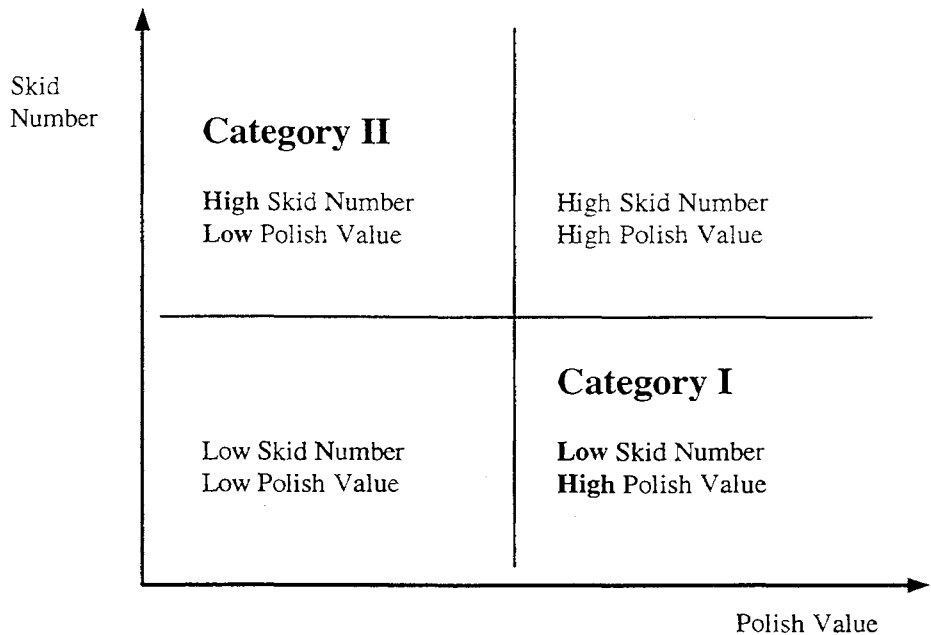 Skid
Number
Category II
High Skid Number
Low Polish Value
High Skid Number
High Polish Value
Category I
Low Skid Number
Low Polish Value
Low Skid Number
High Polish Value
Polish Value